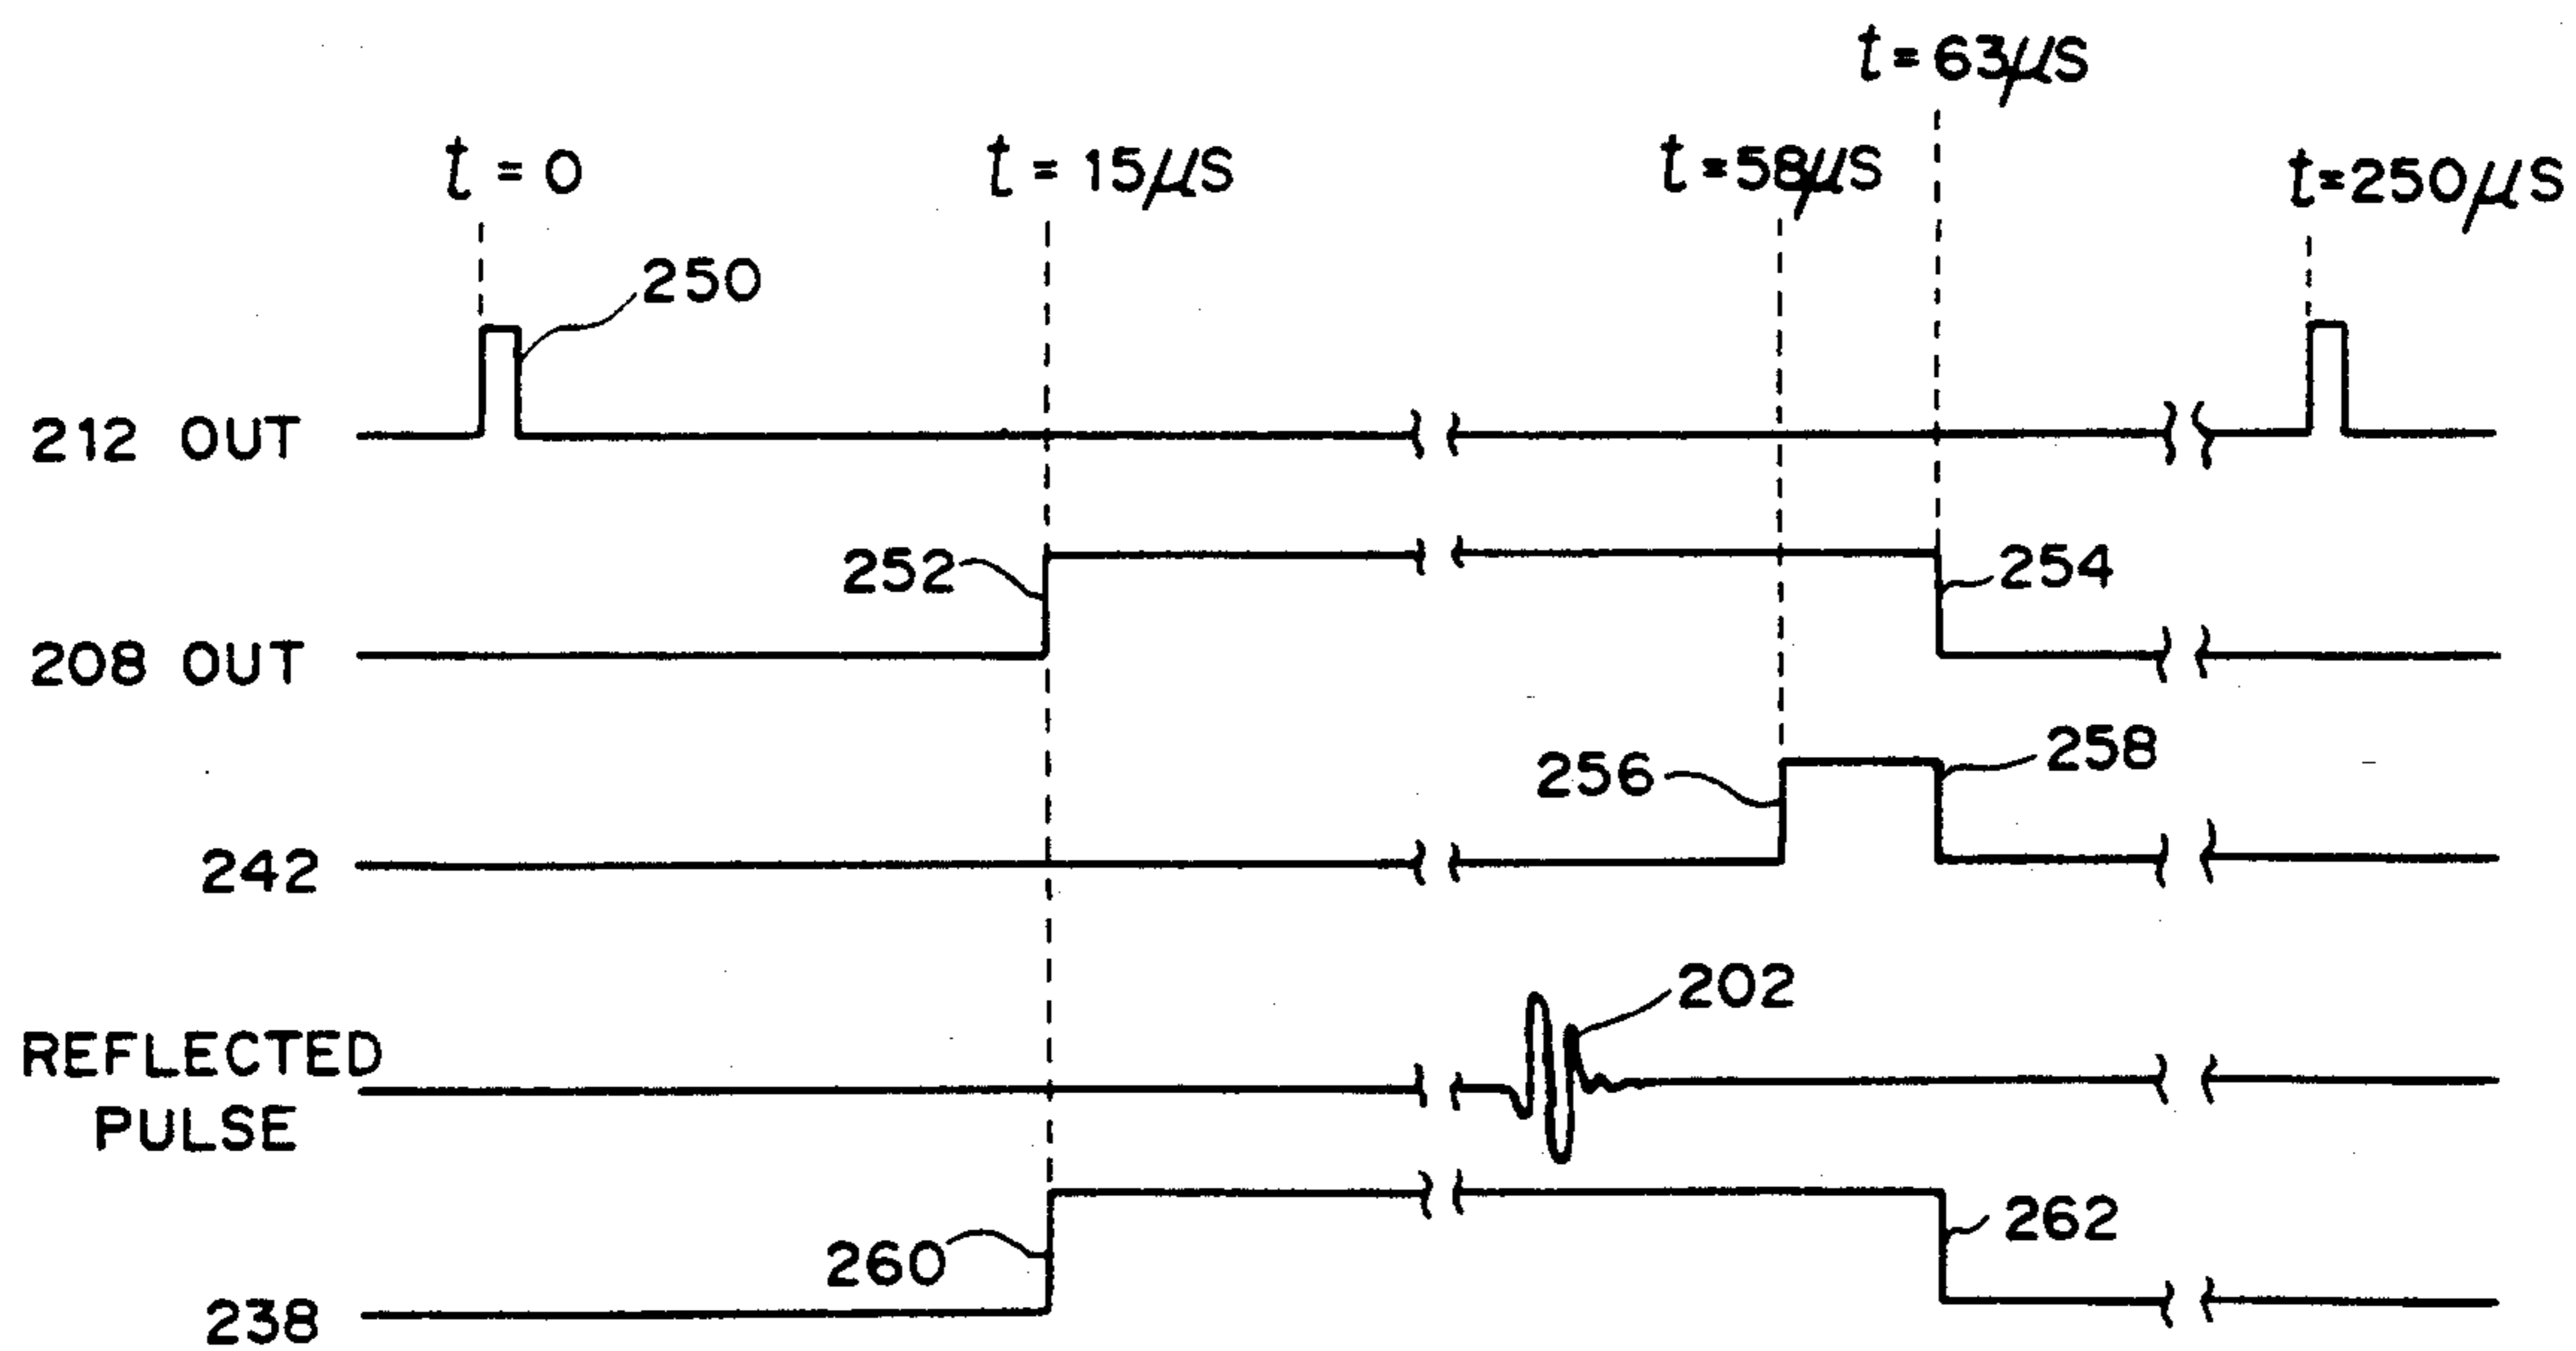 t = 63μS
t = 0
t = 15μS
t = 58μS
t = 250μS
250
212 OUT
252
254
208 OUT
256
258
242
202
REFLECTED
PULSE
260
262
238